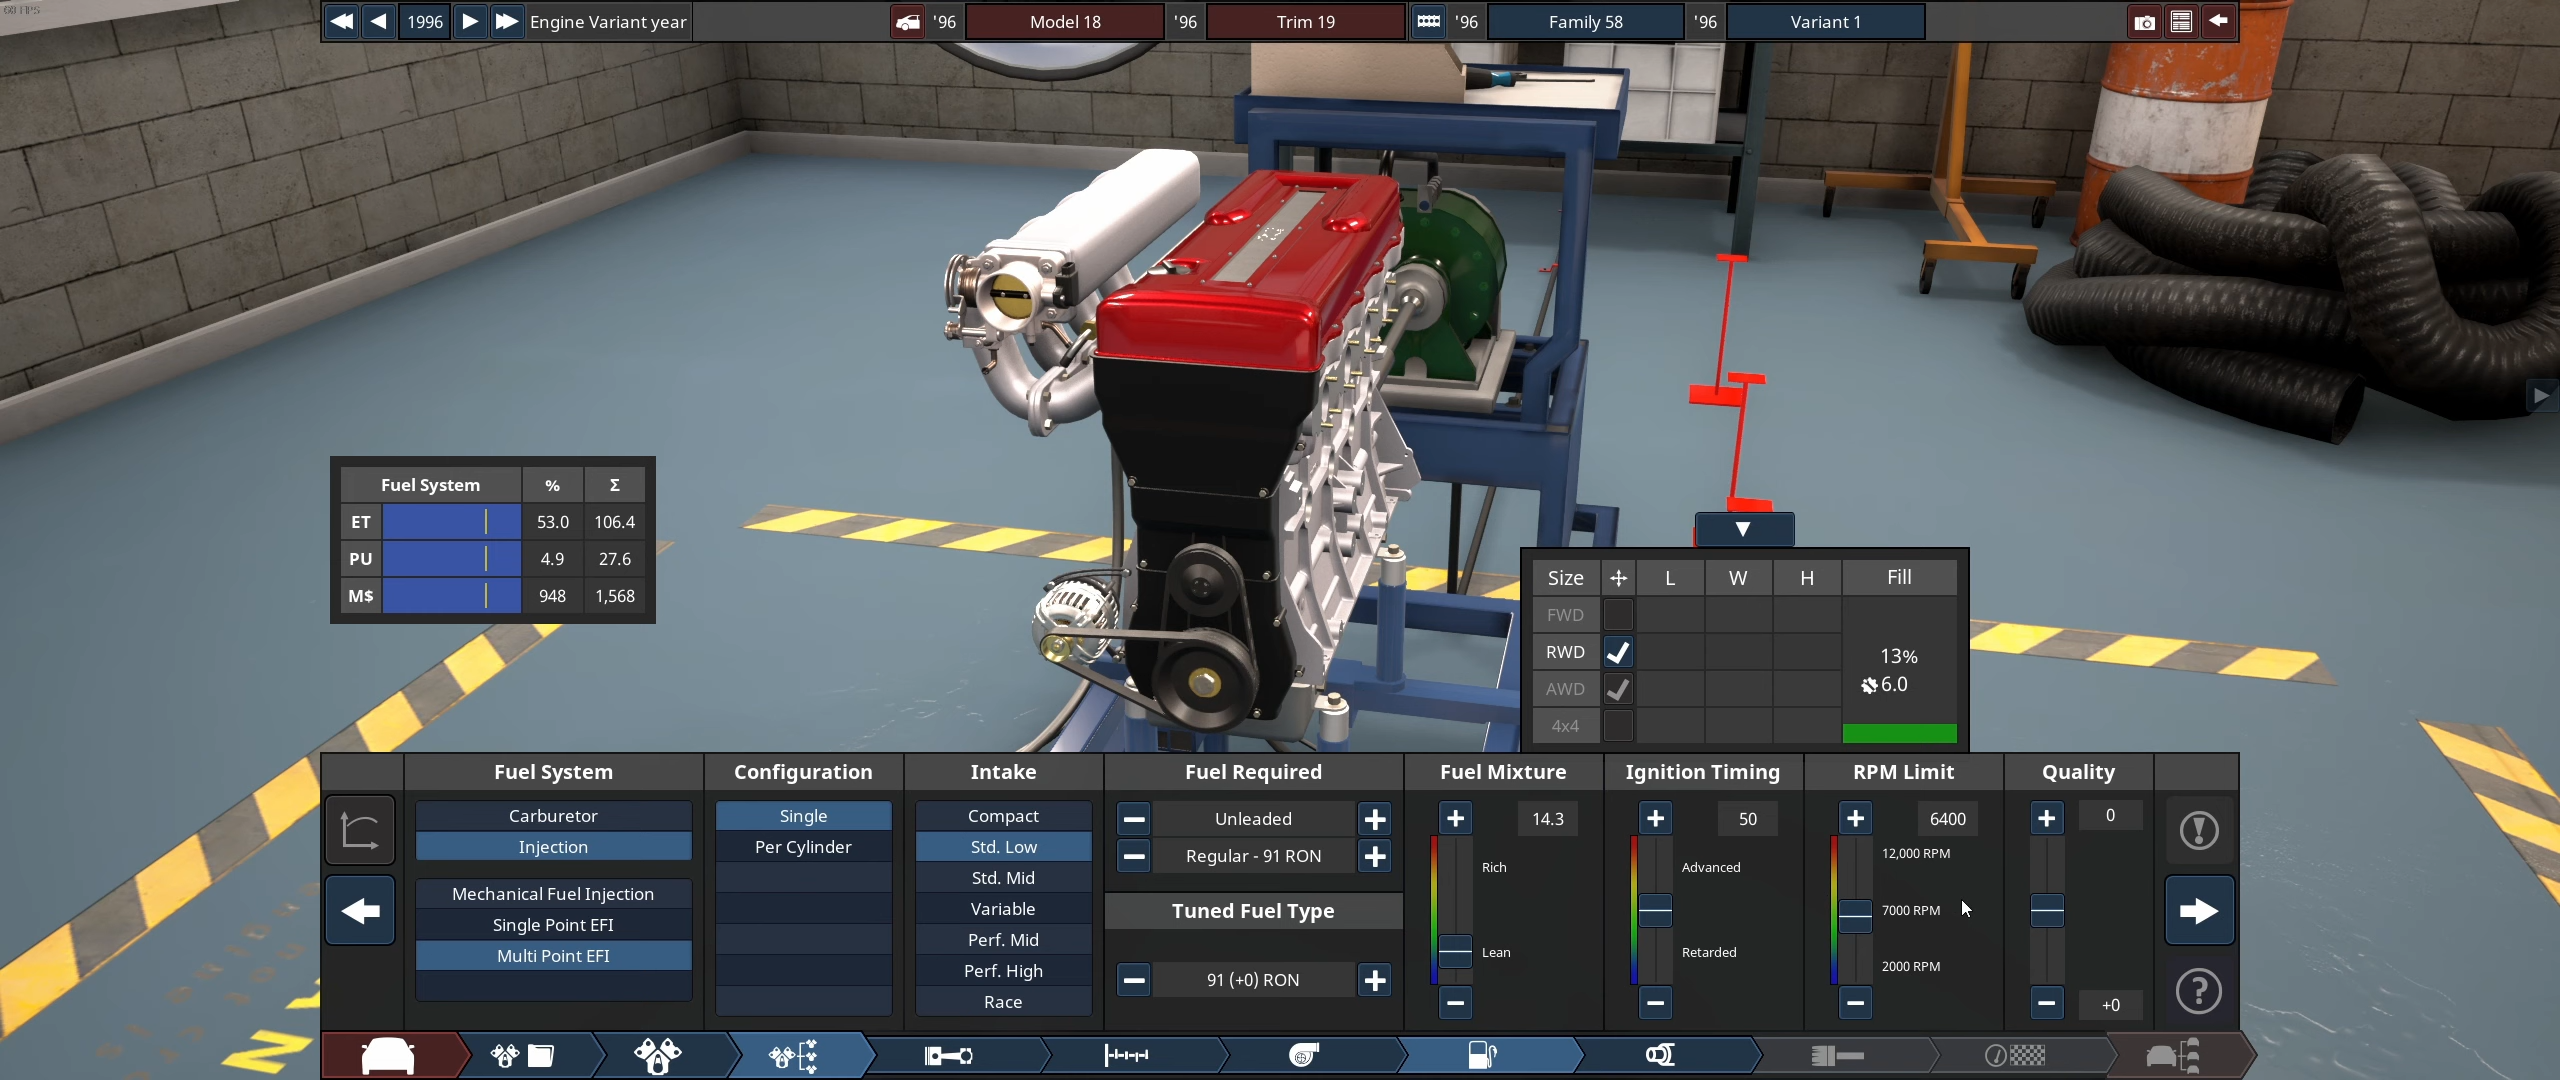 60 FPS
1996 Engine Variant year '96 Model 18 '96 Trim 19 '96 Family 58 '96 Variant 1
Fuel System % Σ
ET 53.0 106.4
PU 4.9 27.6
M$ 948 1,568
Size L W H Fill
FWD
RWD
AWD
4x4
13%
6.0
Fuel System
Carburetor
Injection
Mechanical Fuel Injection
Single Point EFI
Multi Point EFI
Configuration
Single
Per Cylinder
Intake
Compact
Std. Low
Std. Mid
Variable
Perf. Mid
Perf. High
Race
Fuel Required
Unleaded
Regular - 91 RON
Tuned Fuel Type
91 (+0) RON
Fuel Mixture
14.3
Rich
Lean
Ignition Timing
50
Advanced
Retarded
RPM Limit
6400
12,000 RPM
7000 RPM
2000 RPM
Quality
0
+0